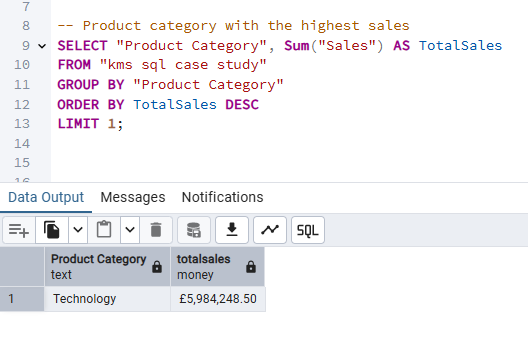 7
8 -- Product category with the highest sales
9 SELECT "Product Category", Sum("Sales") AS TotalSales
10 FROM "kms sql case study"
11 GROUP BY "Product Category"
12 ORDER BY TotalSales DESC
13 LIMIT 1;
14
15
16
Data Output Messages Notifications
SQL
Product Category totalsales
text money
1 Technology £5,984,248.50